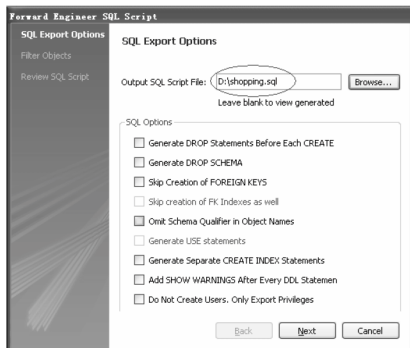 Forward Engineer SQL Script
SQL Export Options
Filter Objects
Review SQL Script
SQL Export Options
Output SQL Script File: D:\shopping.sql Browse...
Leave blank to view generated
SQL Options
Generate DROP Statements Before Each CREATE
Generate DROP SCHEMA
Skip Creation of FOREIGN KEYS
Skip creation of FK Indexes as well
Omit Schema Qualifier in Object Names
Generate USE statements
Generate Separate CREATE INDEX Statements
Add SHOW WARNINGS After Every DDL Statemen
Do Not Create Users. Only Export Privileges
Back Next Cancel